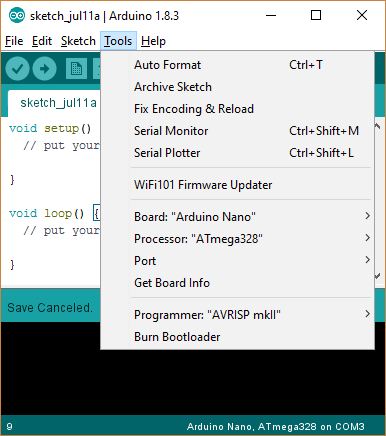 sketch_jul11a | Arduino 1.8.3
File Edit Sketch Tools Help
Auto Format Ctrl+T
Archive Sketch
Fix Encoding & Reload
Serial Monitor Ctrl+Shift+M
Serial Plotter Ctrl+Shift+L
WiFi101 Firmware Updater
Board: "Arduino Nano"
Processor: "ATmega328"
Port
Get Board Info
Programmer: "AVRISP mkII"
Burn Bootloader
sketch_jul11a
void setup()
// put your
}
void loop() {
// put your
}
Save Canceled.
9 Arduino Nano, ATmega328 on COM3